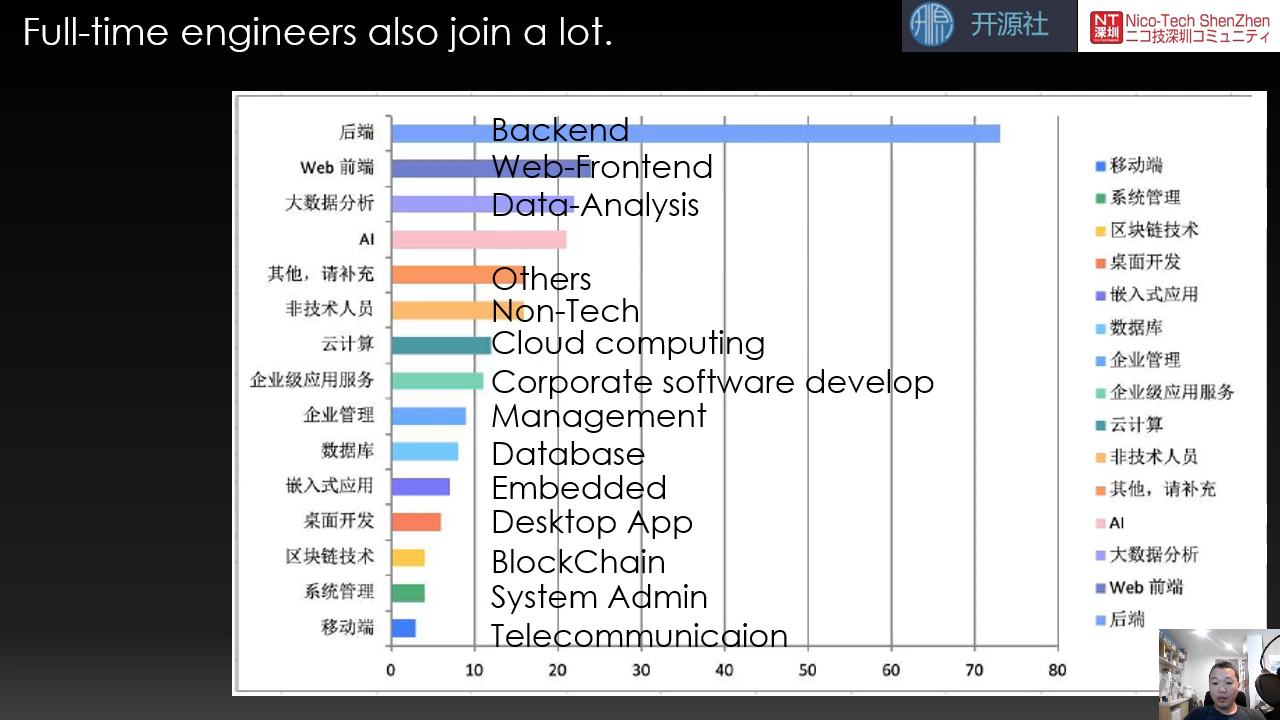 Full-time engineers also join a lot.
开源社
NT
深圳
Nico-Tech ShenZhen
ニコ技深圳コミュニティ
后端
Backend
Web 前端
Web-Frontend
大数据分析
Data-Analysis
AI
其他，请补充
Others
非技术人员
Non-Tech
云计算
Cloud computing
企业级应用服务
Corporate software develop
企业管理
Management
数据库
Database
嵌入式应用
Embedded
桌面开发
Desktop App
区块链技术
BlockChain
系统管理
System Admin
移动端
Telecommunicaion
0 10 20 30 40 50 60 70 80
移动端
系统管理
区块链技术
桌面开发
嵌入式应用
数据库
企业管理
企业级应用服务
云计算
非技术人员
其他，请补充
AI
大数据分析
Web 前端
后端